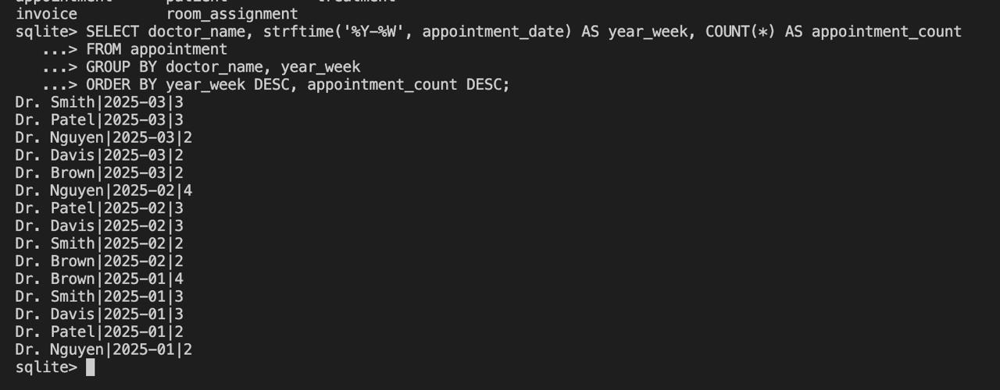 appointment patient treatment
invoice room_assignment
sqlite> SELECT doctor_name, strftime('%Y-%W', appointment_date) AS year_week, COUNT(*) AS appointment_count
...> FROM appointment
...> GROUP BY doctor_name, year_week
...> ORDER BY year_week DESC, appointment_count DESC;
Dr. Smith|2025-03|3
Dr. Patel|2025-03|3
Dr. Nguyen|2025-03|2
Dr. Davis|2025-03|2
Dr. Brown|2025-03|2
Dr. Nguyen|2025-02|4
Dr. Patel|2025-02|3
Dr. Davis|2025-02|3
Dr. Smith|2025-02|2
Dr. Brown|2025-02|2
Dr. Brown|2025-01|4
Dr. Smith|2025-01|3
Dr. Davis|2025-01|3
Dr. Patel|2025-01|2
Dr. Nguyen|2025-01|2
sqlite>